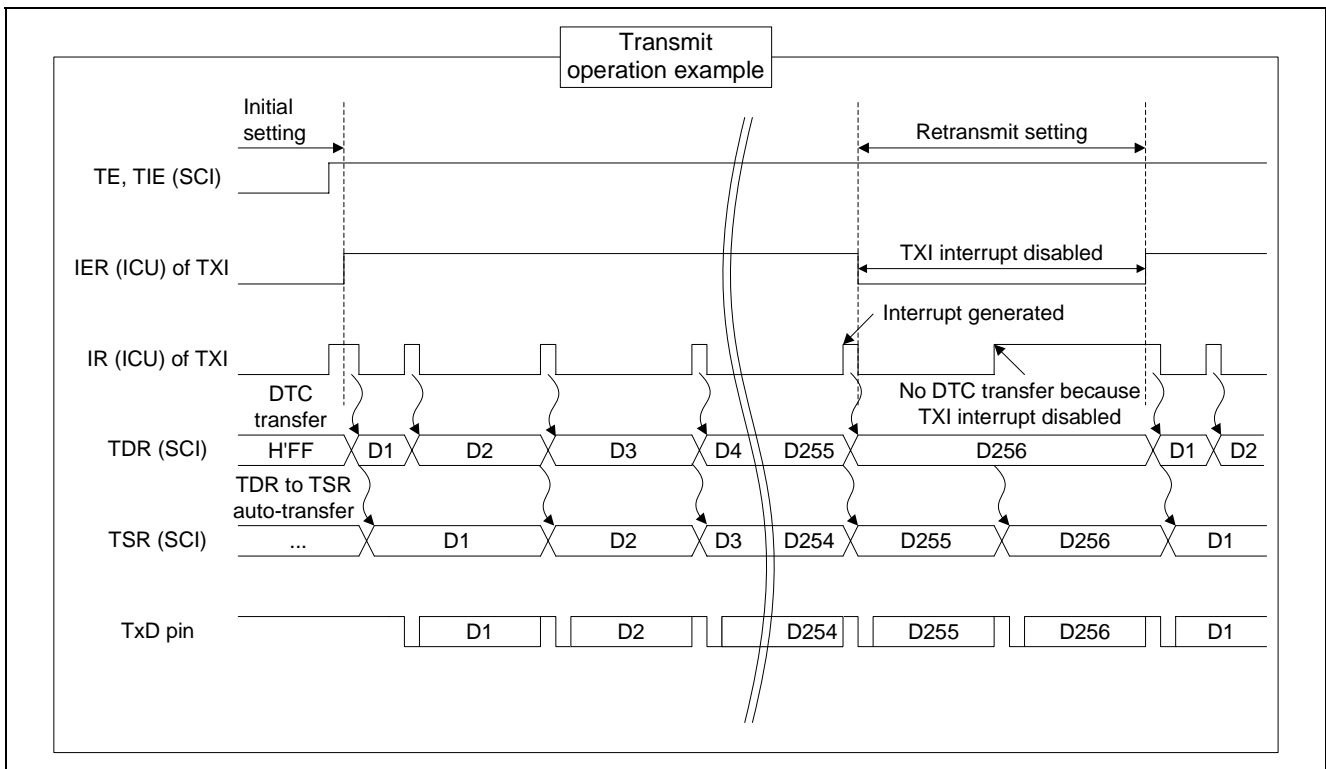 Transmit
operation example
Initial
setting
Retransmit setting
TE, TIE (SCI)
TXI interrupt disabled
IER (ICU) of TXI
Interrupt generated
IR (ICU) of TXI
DTC
transfer
No DTC transfer because
TXI interrupt disabled
TDR (SCI) H'FF D1 D2 D3 D4 D255 D256 D1 D2
TDR to TSR
auto-transfer
TSR (SCI) ... D1 D2 D3 D254 D255 D256 D1
TxD pin D1 D2 D254 D255 D256 D1